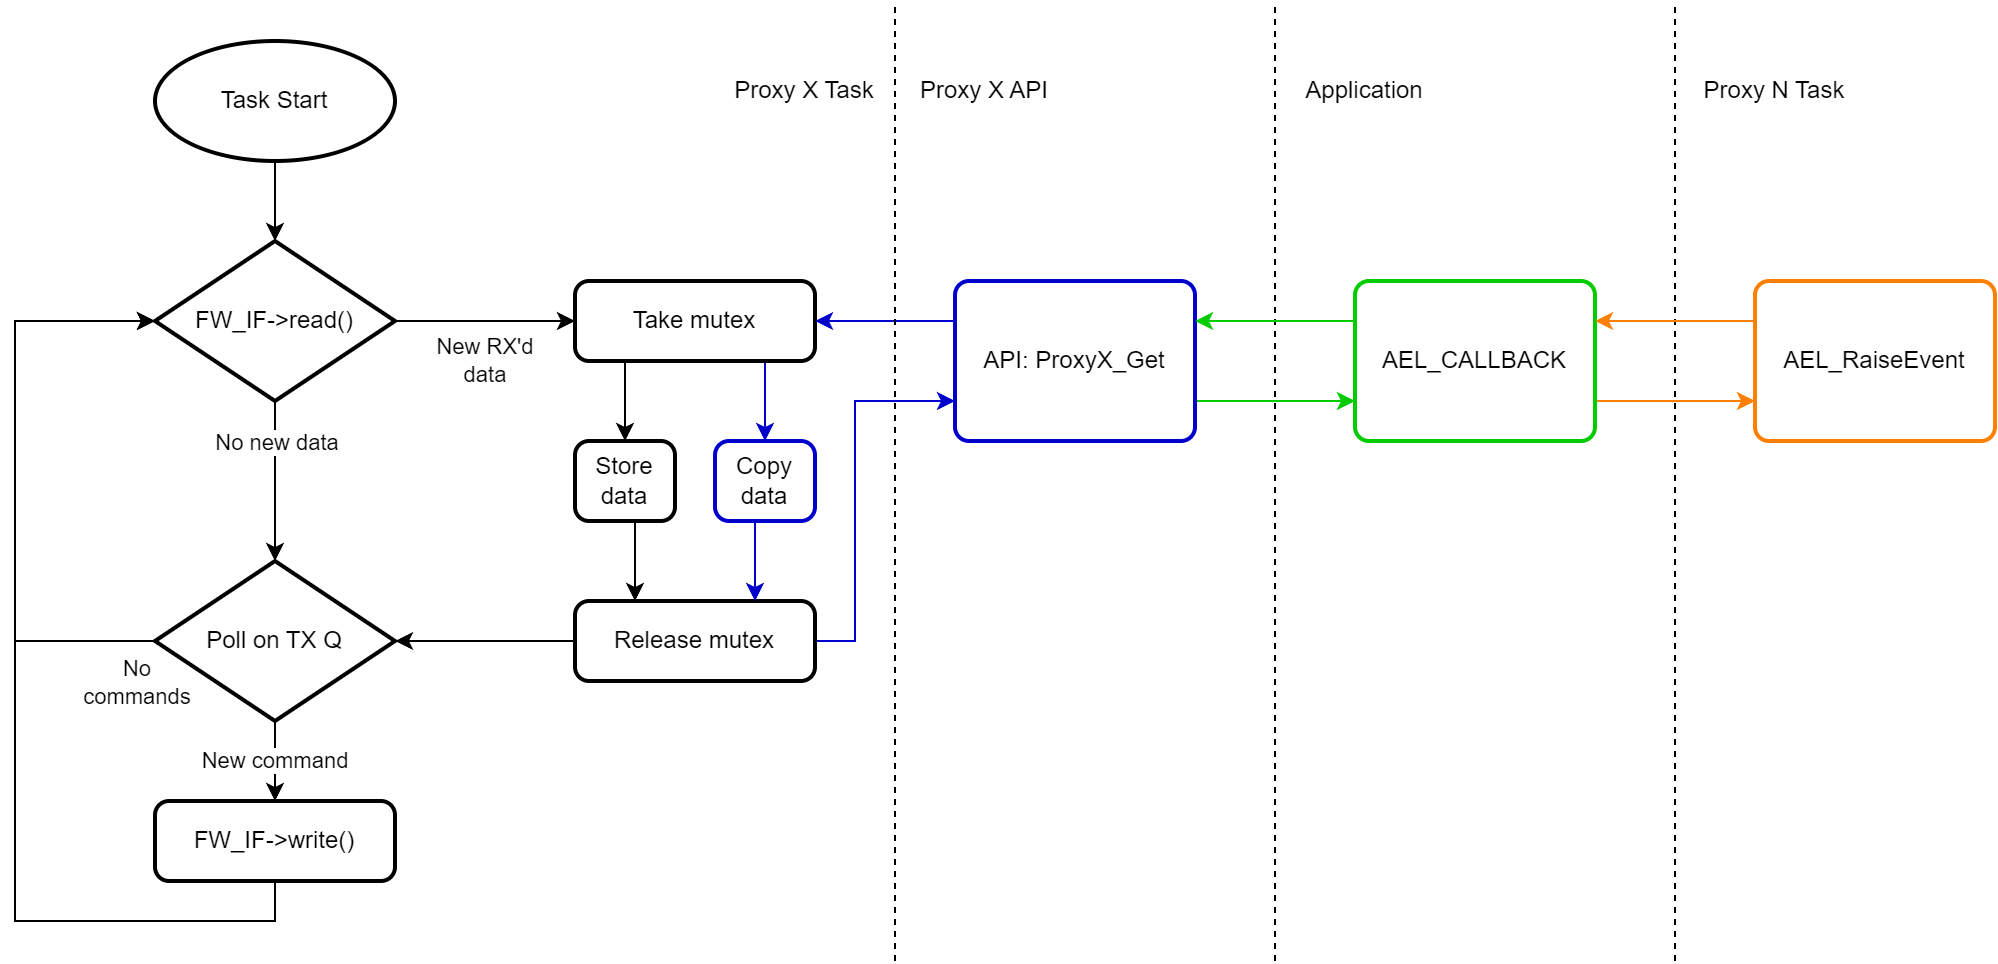 Task Start
Proxy X Task
Proxy X API
Application
Proxy N Task
FW_IF->read()
New RX'd
data
No new data
Take mutex
API: ProxyX_Get
AEL_CALLBACK
AEL_RaiseEvent
Store
data
Copy
data
Poll on TX Q
Release mutex
No
commands
New command
FW_IF->write()